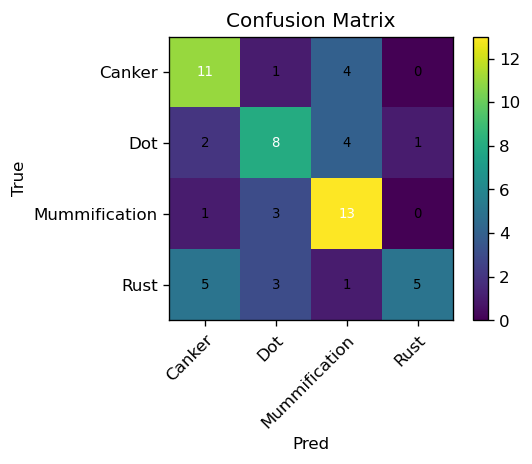 Confusion Matrix
True
Canker 11 1 4 0
Dot 2 8 4 1
Mummification 1 3 13 0
Rust 5 3 1 5
Canker Dot Mummification Rust
Pred
12
10
8
6
4
2
0